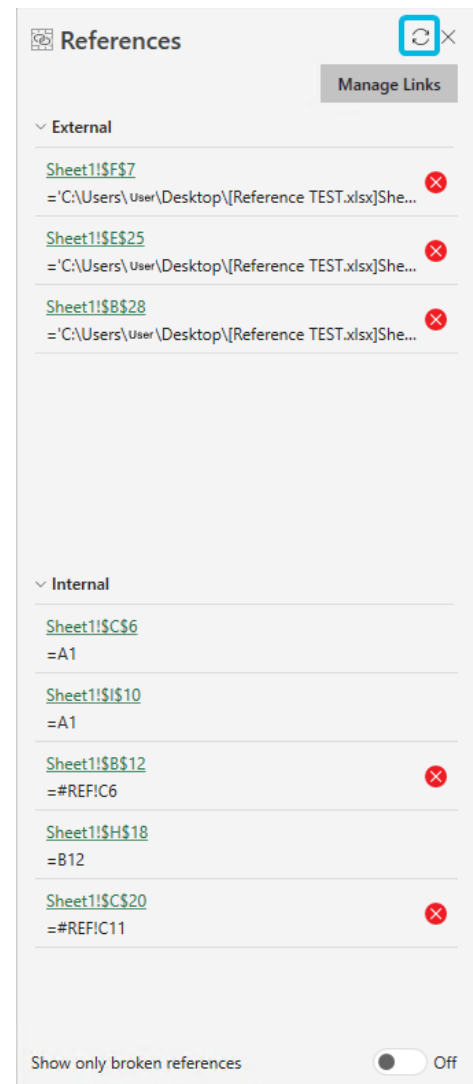 References
Manage Links
External
Sheet1!$F$7
='C:\Users\User\Desktop\[Reference TEST.xlsx]She...
Sheet1!$E$25
='C:\Users\User\Desktop\[Reference TEST.xlsx]She...
Sheet1!$B$28
='C:\Users\User\Desktop\[Reference TEST.xlsx]She...
Internal
Sheet1!$C$6
=A1
Sheet1!$I$10
=A1
Sheet1!$B$12
=#REF!C6
Sheet1!$H$18
=B12
Sheet1!$C$20
=#REF!C11
Show only broken references Off